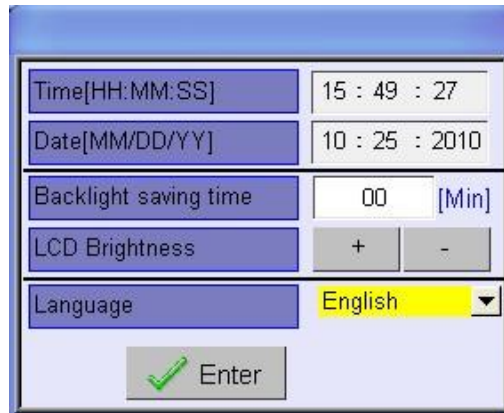 Time[HH:MM:SS] 15 : 49 : 27
Date[MM/DD/YY] 10 : 25 : 2010
Backlight saving time 00 [Min]
LCD Brightness + -
Language English
Enter